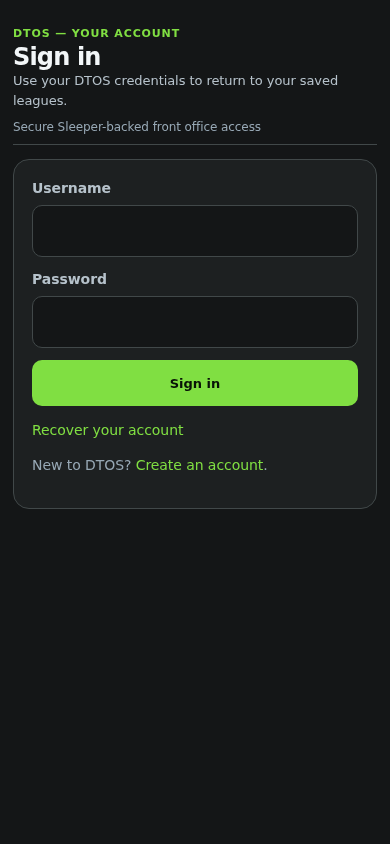 DTOS — YOUR ACCOUNT
Sign in
Use your DTOS credentials to return to your saved
leagues.
Secure Sleeper-backed front office access
Username
Password
Sign in
Recover your account
New to DTOS? Create an account.